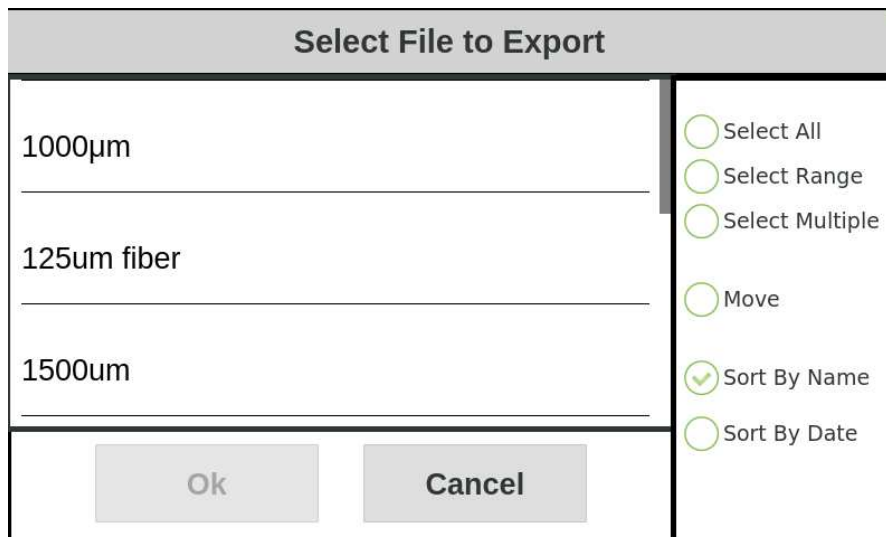 Select File to Export
1000μm
125um fiber
1500um
Ok
Cancel
Select All
Select Range
Select Multiple
Move
Sort By Name
Sort By Date